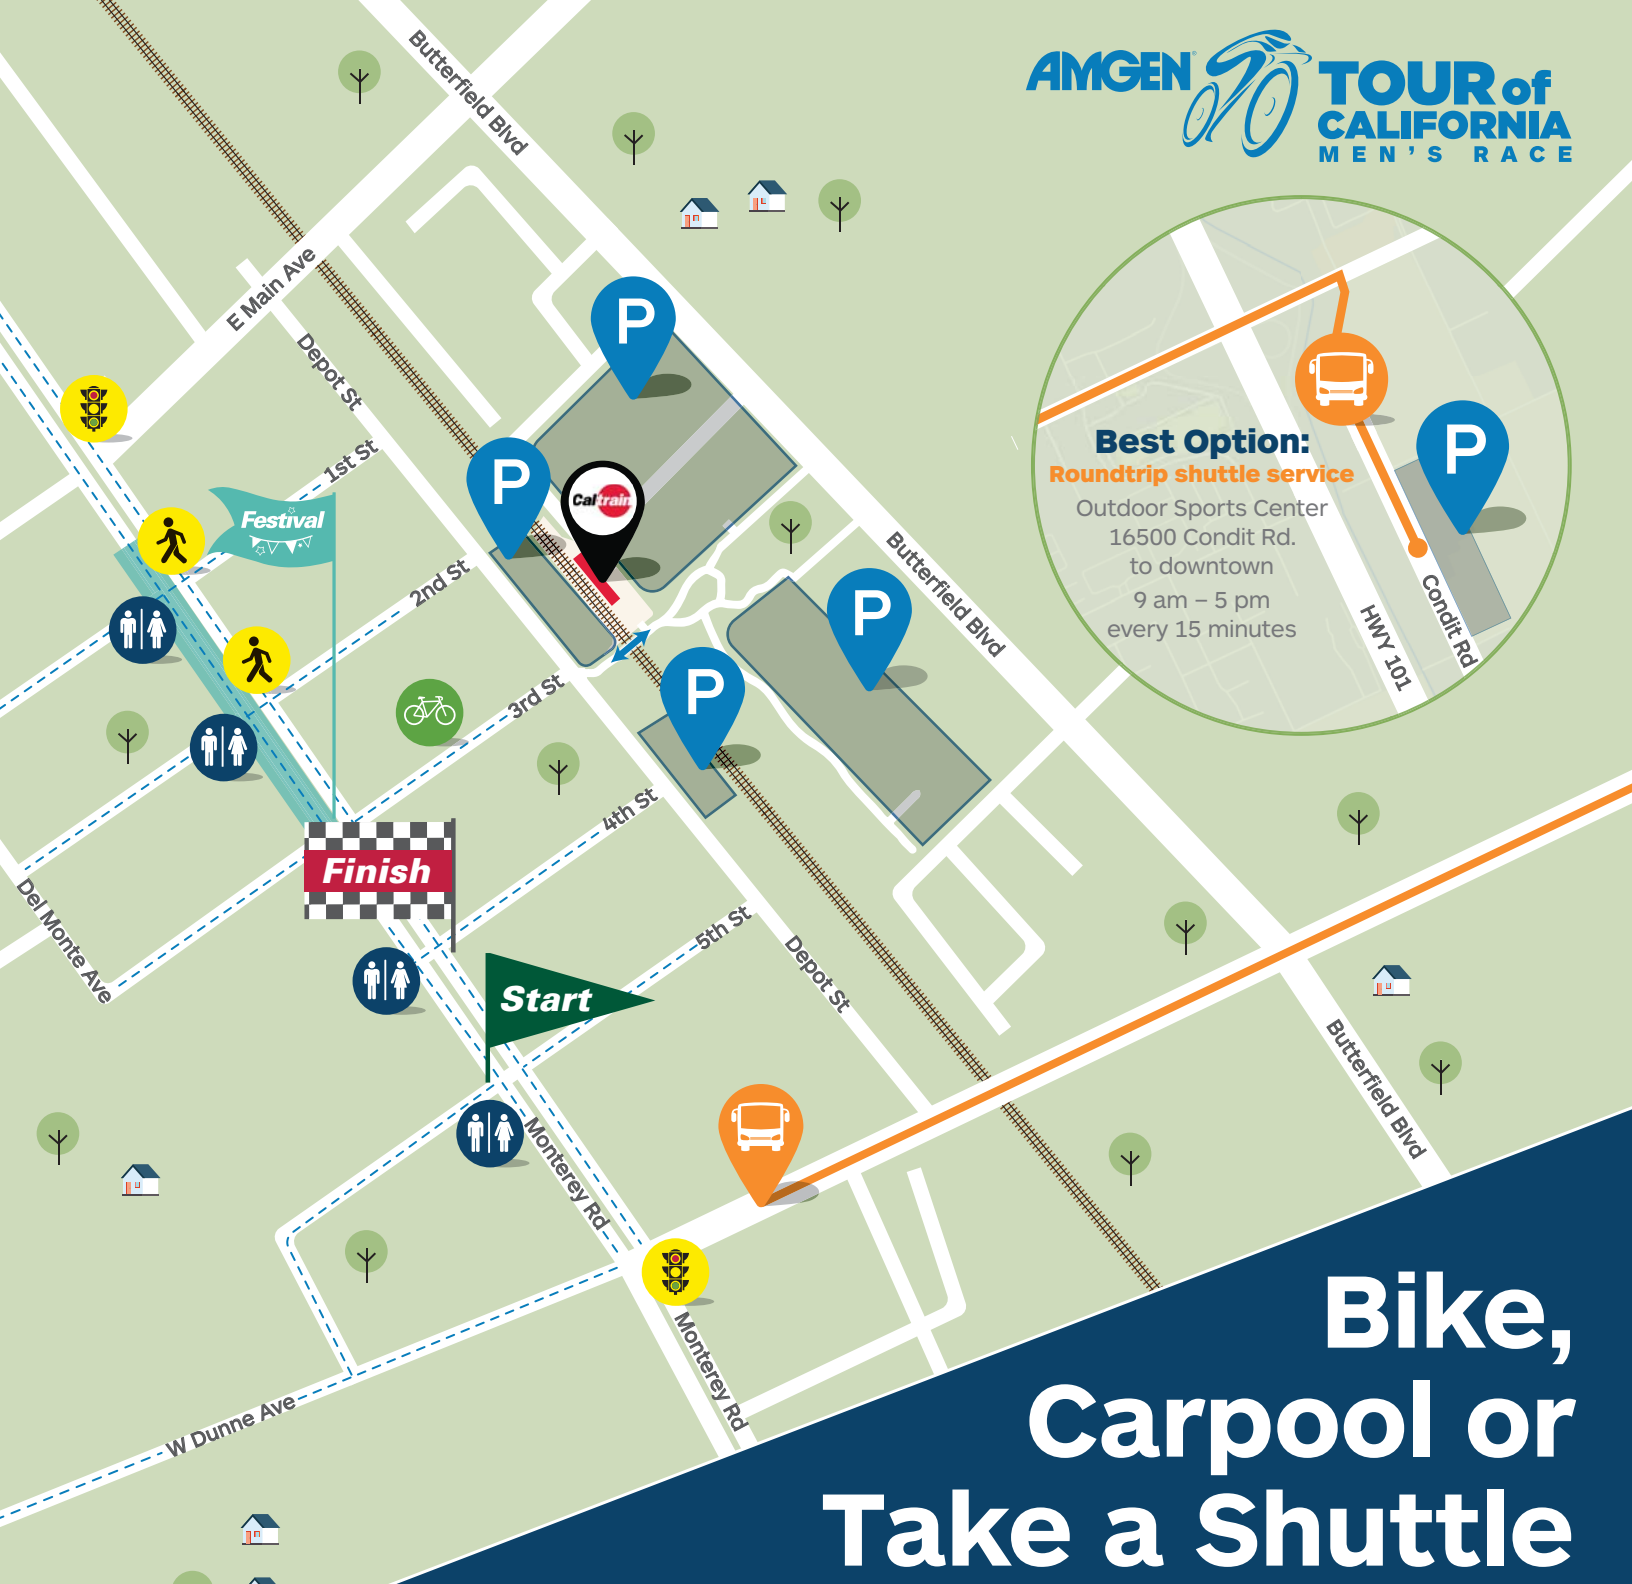 AMGEN®
TOUR of
CALIFORNIA
MEN'S RACE
Butterfield Blvd
E Main Ave
Depot St
1st St
Festival
2nd St
3rd St
4th St
5th St
P
P
Caltrain
P
P
Butterfield Blvd
Best Option:
Roundtrip shuttle service
Outdoor Sports Center
16500 Condit Rd.
to downtown
9 am – 5 pm
every 15 minutes
P
HWY 101
Condit Rd
Finish
Del Monte Ave
Start
Depot St
Butterfield Blvd
Monterey Rd
Monterey Rd
W Dunne Ave
Bike,
Carpool or
Take a Shuttle